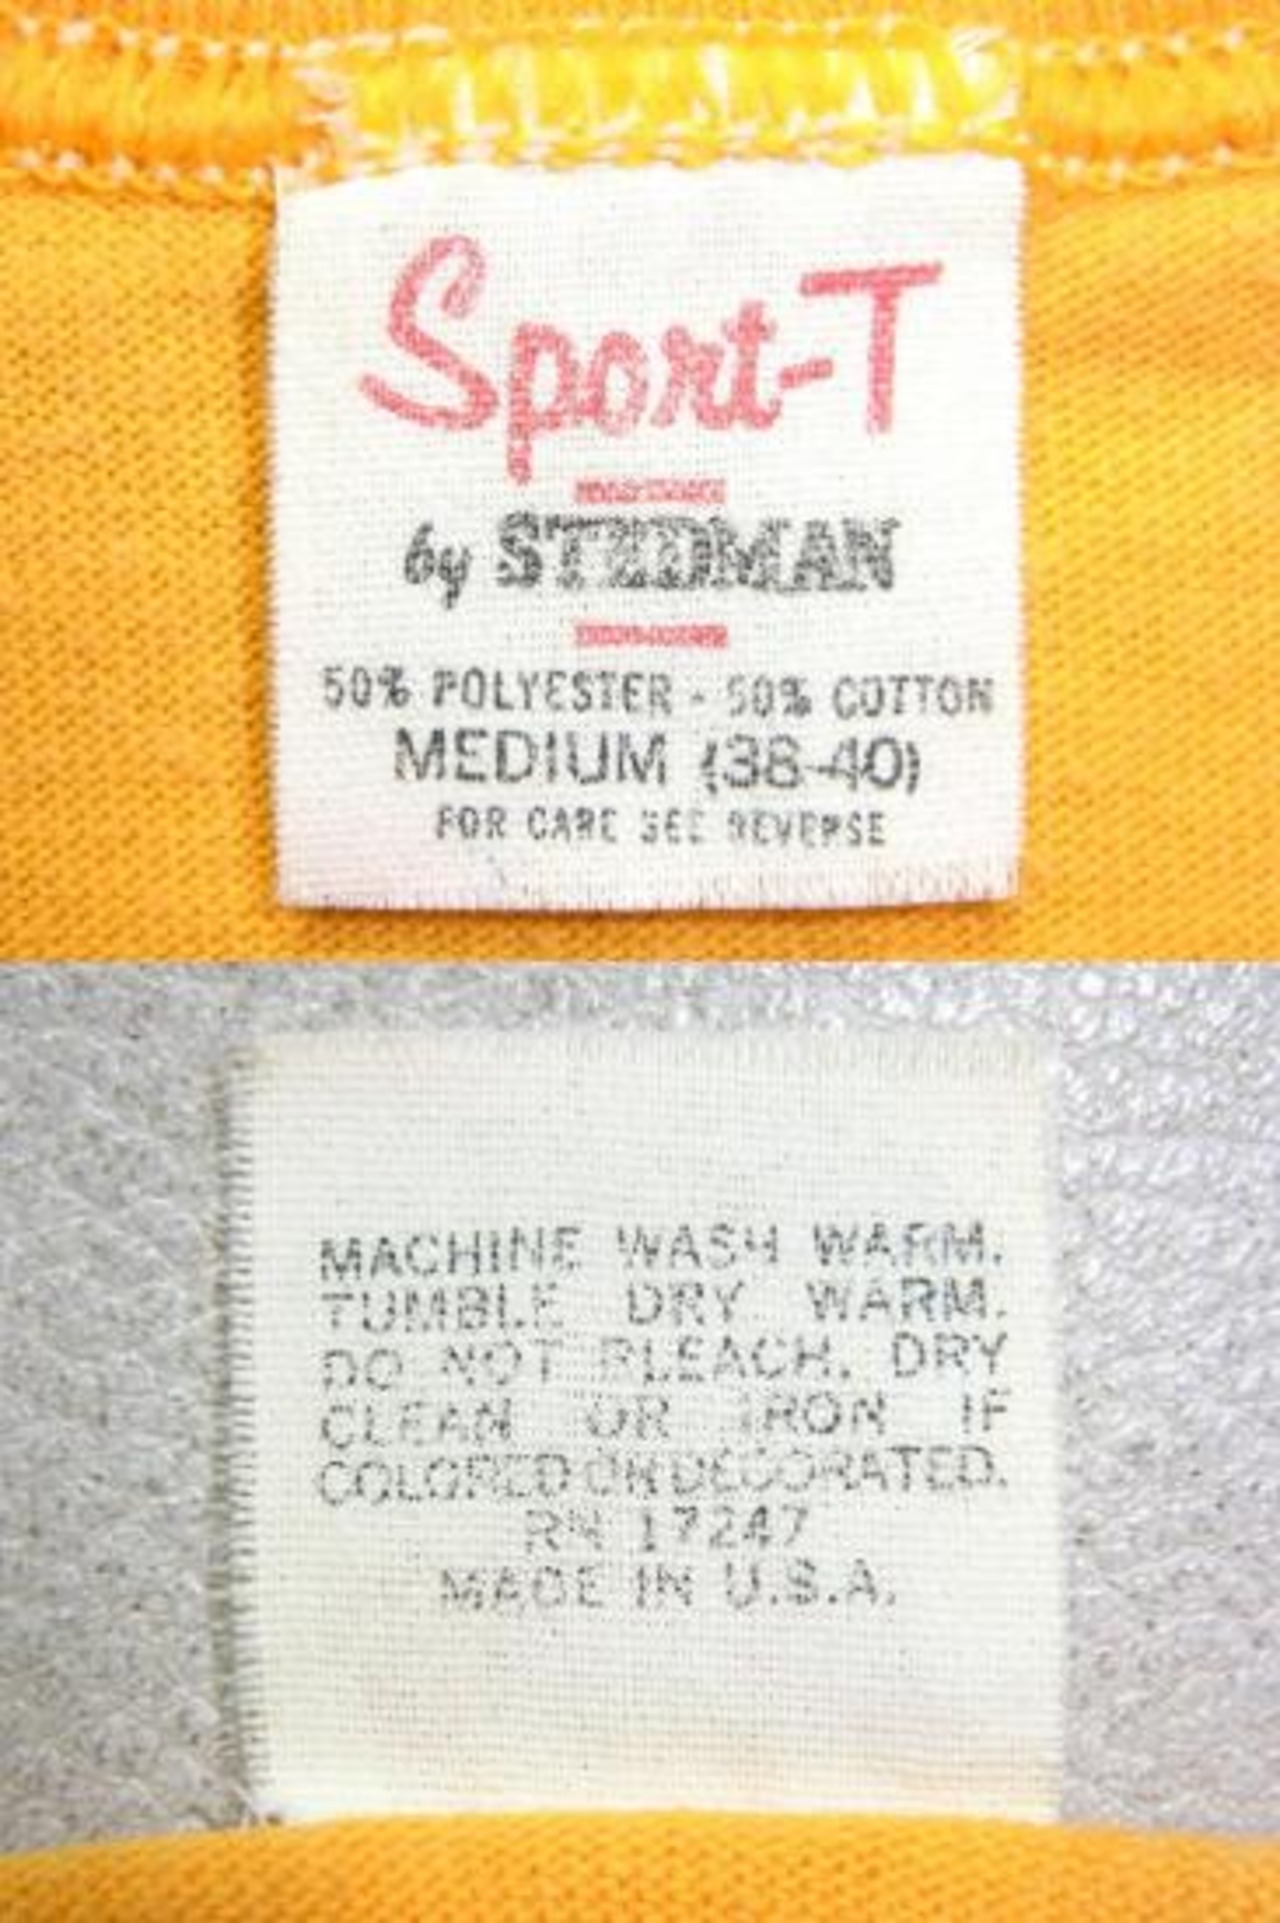 Sport-T
by STEDMAN
50% POLYESTER - 50% COTTON
MEDIUM (38-40)
FOR CARE SEE REVERSE
MACHINE WASH WARM.
TUMBLE DRY WARM.
DO NOT BLEACH. DRY
CLEAN OR IRON IF
COLORED OR DECORATED.
RN 17247
MADE IN U.S.A.